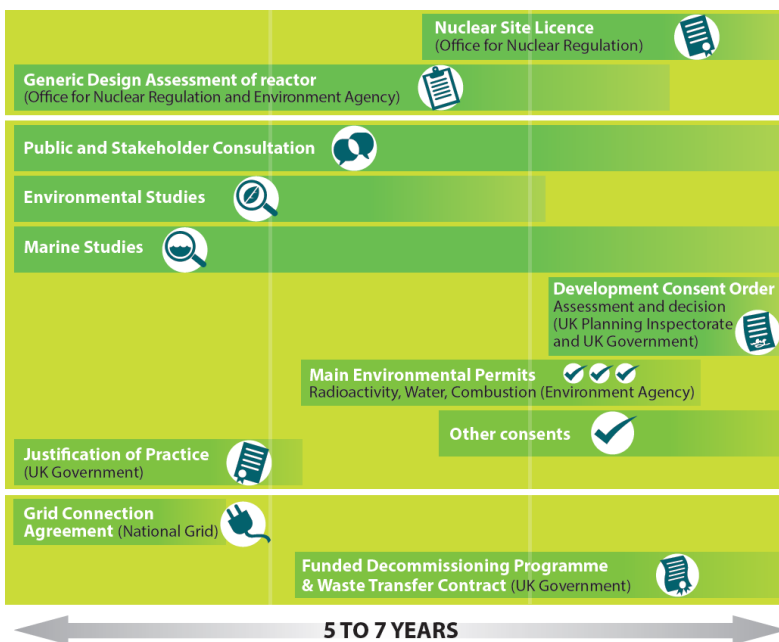 Nuclear Site Licence
(Office for Nuclear Regulation)
Generic Design Assessment of reactor
(Office for Nuclear Regulation and Environment Agency)
Public and Stakeholder Consultation
Environmental Studies
Marine Studies
Development Consent Order
Assessment and decision
(UK Planning Inspectorate
and UK Government)
Main Environmental Permits
Radioactivity, Water, Combustion (Environment Agency)
Other consents
Justification of Practice
(UK Government)
Grid Connection
Agreement (National Grid)
Funded Decommissioning Programme
& Waste Transfer Contract (UK Government)
5 TO 7 YEARS